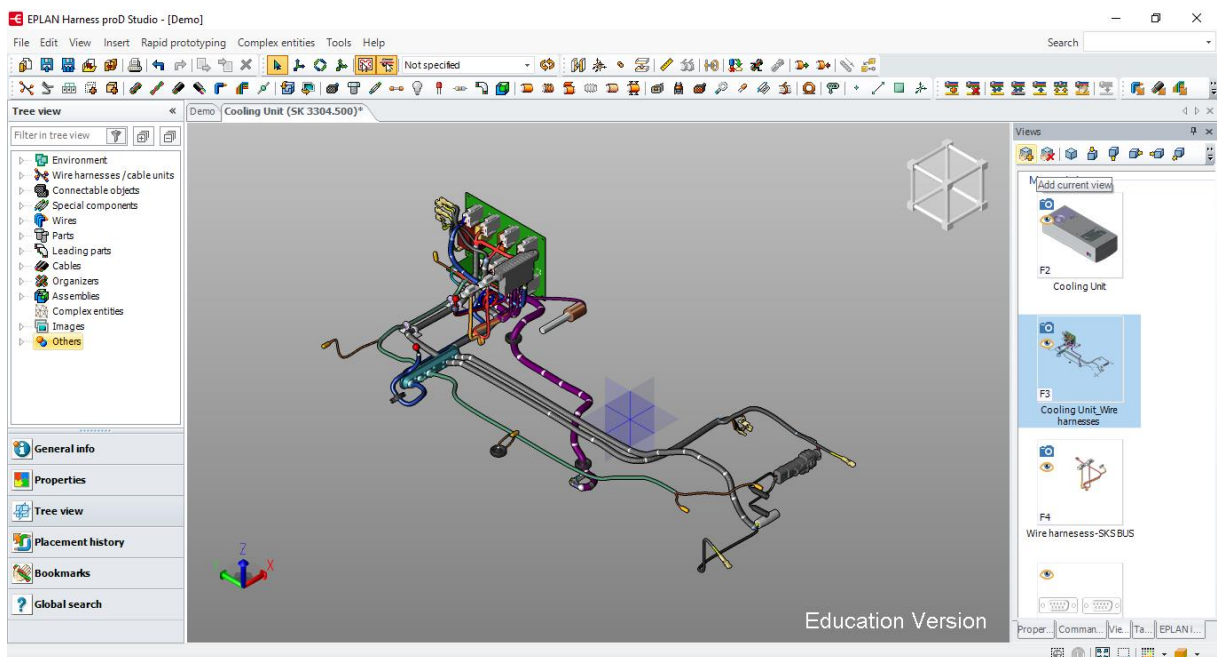 EPLAN Harness proD Studio - [Demo]
File Edit View Insert Rapid prototyping Complex entities Tools Help
Search
Not specified
Tree view
Demo
Cooling Unit (SK 3304.500)*
Filter in tree view
Environment
Wire harnesses / cable units
Connectable objects
Special components
Wires
Parts
Leading parts
Cables
Organizers
Assemblies
Complex entities
Images
Others
General info
Properties
Tree view
Placement history
Bookmarks
Global search
Z
X
Education Version
Views
Add current view
F2
Cooling Unit
F3
Cooling Unit_Wire
harnesses
F4
Wire harnesess-SKS BUS
Proper... Comman... Vie... Ta... EPLAN i...